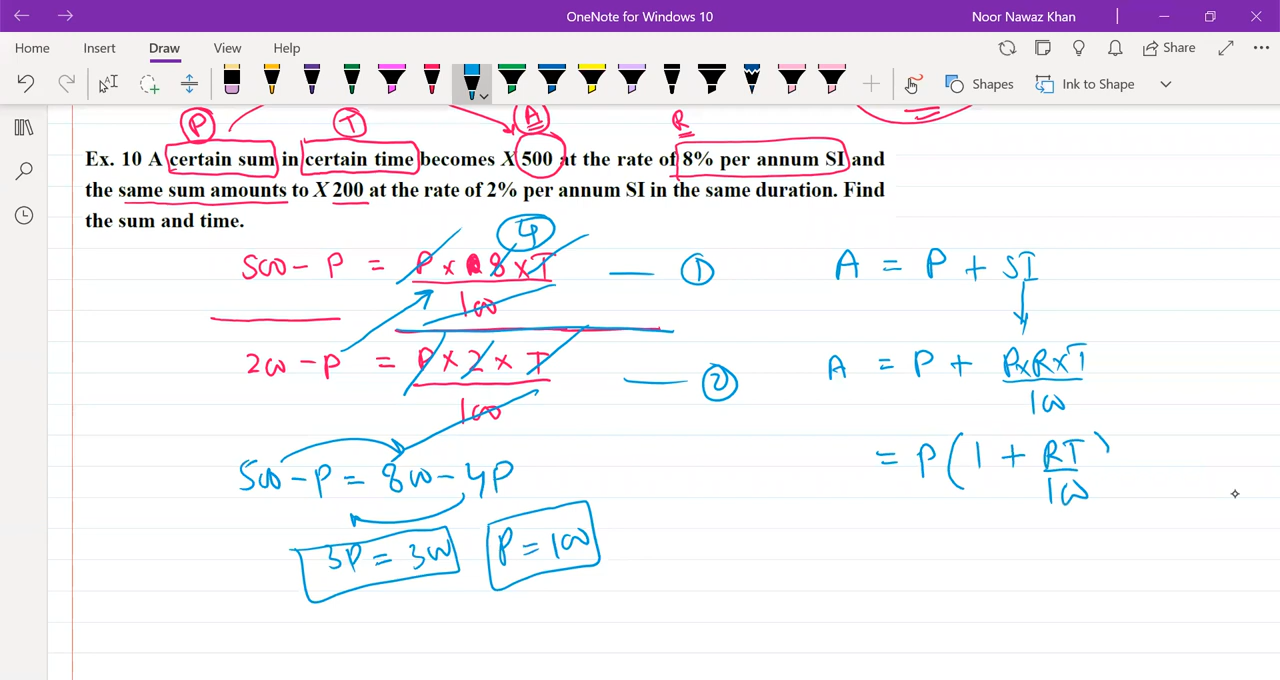 OneNote for Windows 10
Noor Nawaz Khan
Home Insert Draw View Help Share
Shapes Ink to Chart
P T A R
Ex. 10 A certain sum in certain time becomes X 500 at the rate of 8% per annum SI and
the same sum amounts to X 200 at the rate of 2% per annum SI in the same duration. Find
the sum and time.
4
500 - P = P x 8 x T — 1
100
200 - P = P x 2 x T — 2
100
500 - P = 800 - 4P
3P = 300 P = 100
A = P + SI
A = P + PxRxT
100
= P ( 1 + RT )
100